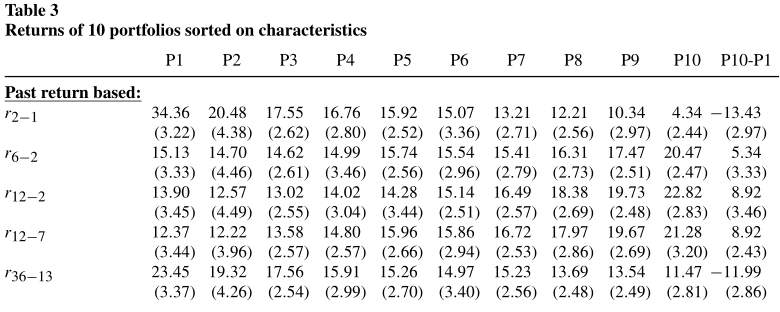 Table 3
Returns of 10 portfolios sorted on characteristics
P1 P2 P3 P4 P5 P6 P7 P8 P9 P10 P10-P1
Past return based:
r2−1 34.36 20.48 17.55 16.76 15.92 15.07 13.21 12.21 10.34 4.34 −13.43
(3.22) (4.38) (2.62) (2.80) (2.52) (3.36) (2.71) (2.56) (2.97) (2.44) (2.97)
r6−2 15.13 14.70 14.62 14.99 15.74 15.54 15.41 16.31 17.47 20.47 5.34
(3.33) (4.46) (2.61) (3.46) (2.56) (2.96) (2.79) (2.73) (2.51) (2.47) (3.33)
r12−2 13.90 12.57 13.02 14.02 14.28 15.14 16.49 18.38 19.73 22.82 8.92
(3.45) (4.49) (2.55) (3.04) (3.44) (2.51) (2.57) (2.69) (2.48) (2.83) (3.46)
r12−7 12.37 12.22 13.58 14.80 15.96 15.86 16.72 17.97 19.67 21.28 8.92
(3.44) (3.96) (2.57) (2.57) (2.66) (2.94) (2.53) (2.86) (2.69) (3.20) (2.43)
r36−13 23.45 19.32 17.56 15.91 15.26 14.97 15.23 13.69 13.54 11.47 −11.99
(3.37) (4.26) (2.54) (2.99) (2.70) (3.40) (2.56) (2.48) (2.49) (2.81) (2.86)